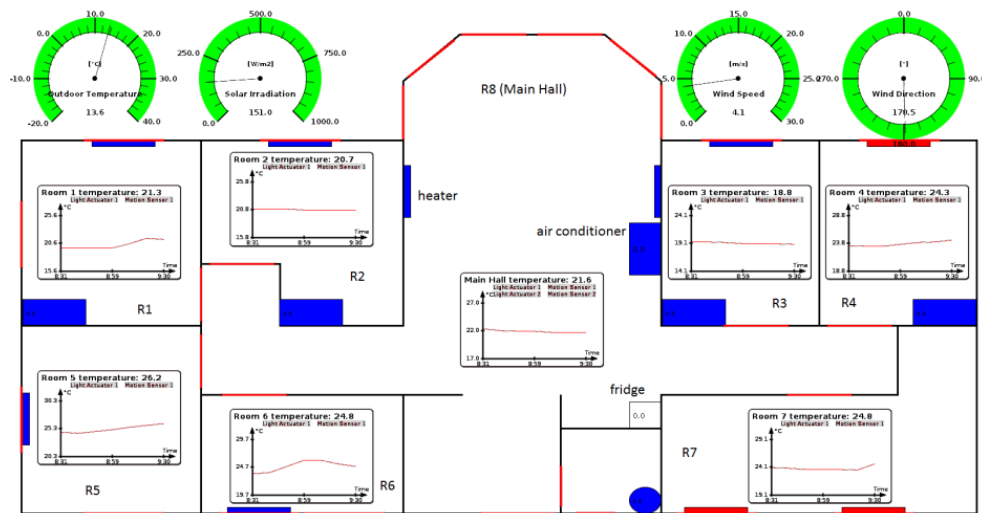 10.0
0.0
20.0
[°C]
-10.0
30.0
Outdoor Temperature
13.6
-20.0
40.0
500.0
250.0
750.0
[W/m2]
Solar Irradiation
151.0
0.0
1000.0
R8 (Main Hall)
15.0
[m/s]
5.0
25.0
Wind Speed
4.1
0.0
30.0
0.0
[°]
270.0
90.0
Wind Direction
178.5
180.0
Room 1 temperature: 21.3
Light Actuator 1 Motion Sensor 1
°C
25.6
20.6
15.6
Time
8:31 8:59 9:30
R1
Room 2 temperature: 20.7
Light Actuator 1 Motion Sensor 1
°C
25.8
20.8
15.8
Time
8:31 8:59 9:30
R2
heater
air conditioner
Room 3 temperature: 18.8
Light Actuator 1 Motion Sensor 1
°C
24.1
19.1
14.1
Time
8:31 8:59 9:30
R3
Room 4 temperature: 24.3
Light Actuator 1 Motion Sensor 1
°C
28.8
23.8
18.8
Time
8:31 8:59 9:30
R4
Main Hall temperature: 21.6
Light Actuator 1 Motion Sensor 1
Light Actuator 2 Motion Sensor 2
°C
27.0
22.0
17.0
Time
8:31 8:59 9:30
Room 5 temperature: 26.2
Light Actuator 1 Motion Sensor 1
°C
30.3
25.3
20.3
Time
8:31 8:59 9:30
R5
Room 6 temperature: 24.8
Light Actuator 1 Motion Sensor 1
°C
29.7
24.7
19.7
Time
8:31 8:59 9:30
R6
fridge
0.0
R7
Room 7 temperature: 24.8
Light Actuator 1 Motion Sensor 1
°C
29.1
24.1
19.1
Time
8:31 8:59 9:30